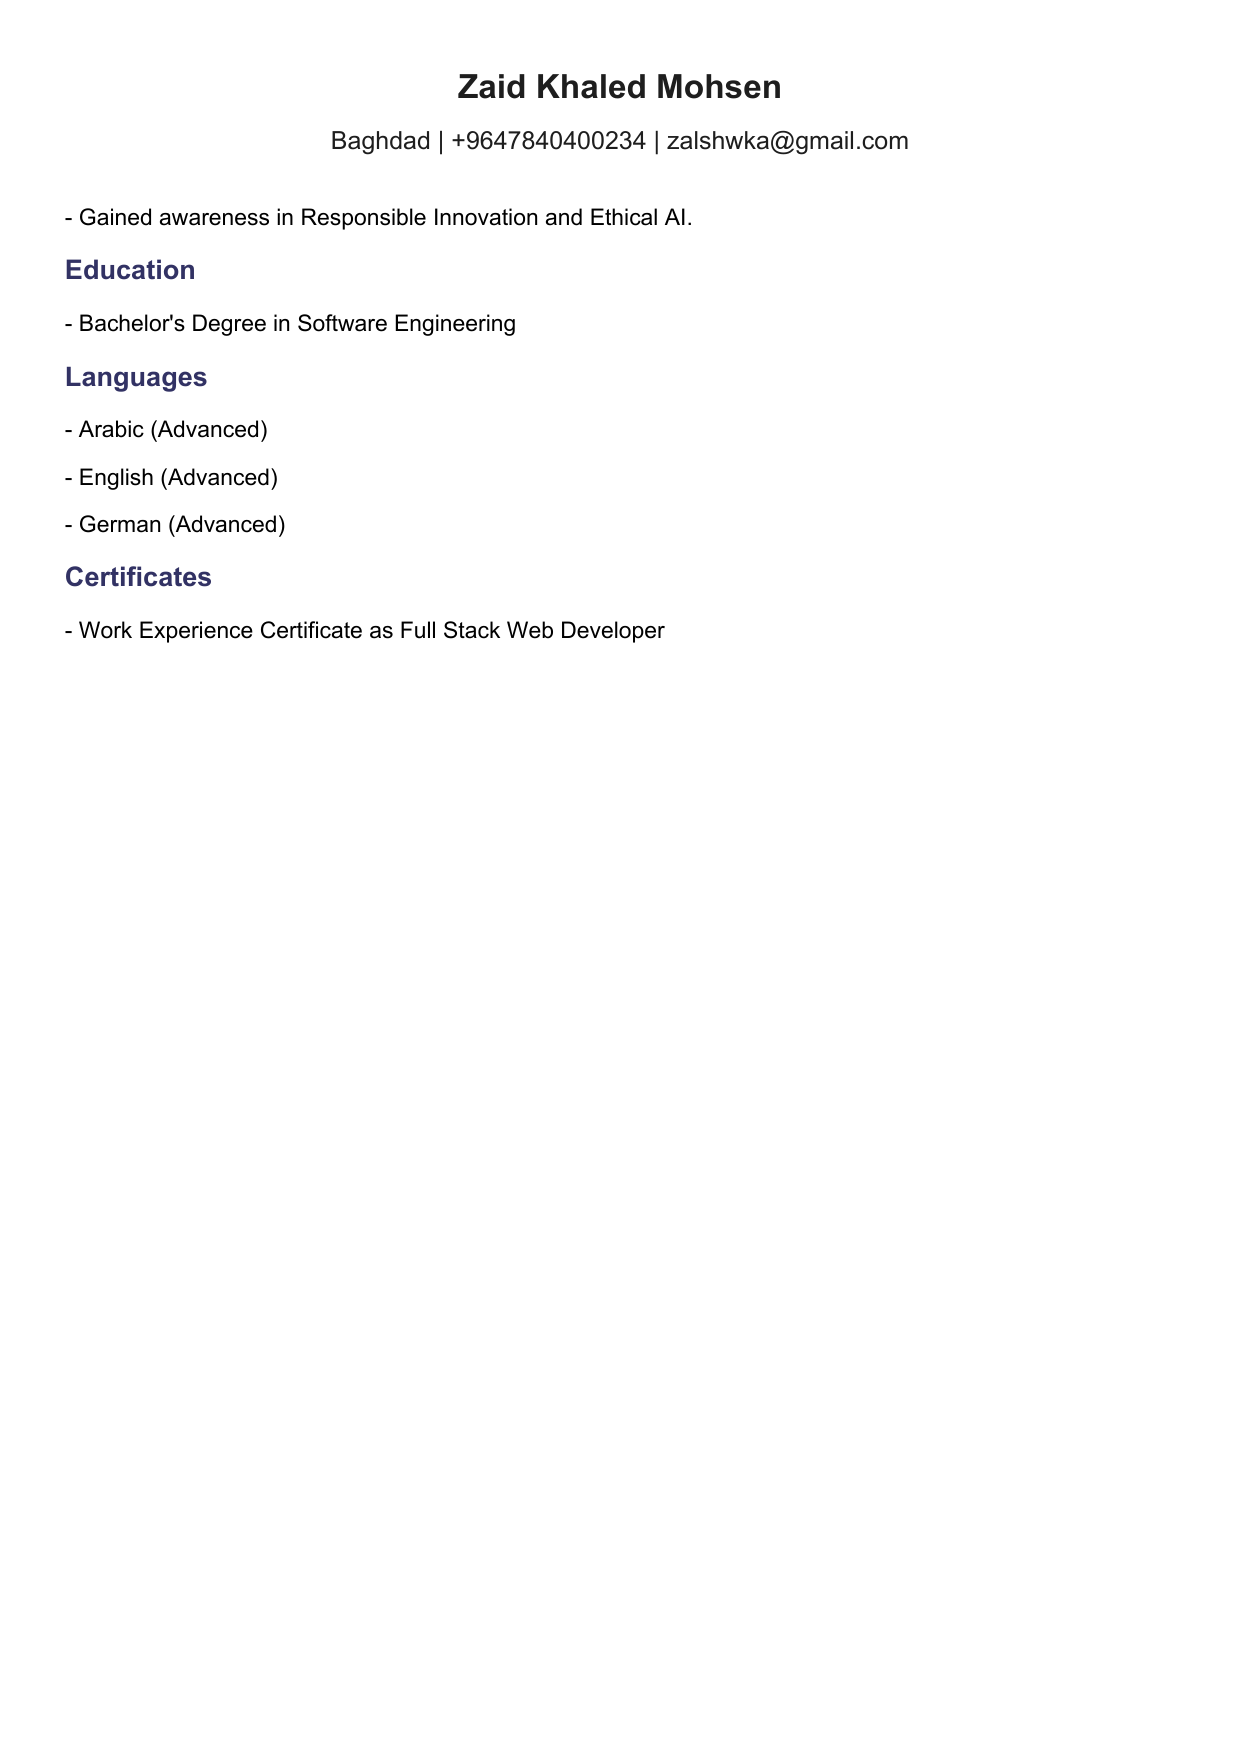 Zaid Khaled Mohsen
Baghdad | +9647840400234 | zalshwka@gmail.com
- Gained awareness in Responsible Innovation and Ethical AI.
Education
- Bachelor's Degree in Software Engineering
Languages
- Arabic (Advanced)
- English (Advanced)
- German (Advanced)
Certificates
- Work Experience Certificate as Full Stack Web Developer